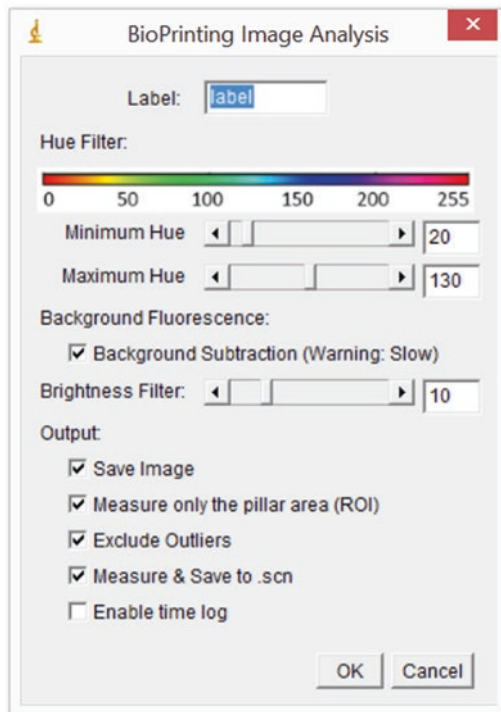 BioPrinting Image Analysis
Label: label
Hue Filter:
0 50 100 150 200 255
Minimum Hue 20
Maximum Hue 130
Background Fluorescence:
Background Subtraction (Warning: Slow)
Brightness Filter: 10
Output:
Save Image
Measure only the pillar area (ROI)
Exclude Outliers
Measure & Save to .scn
Enable time log
OK Cancel